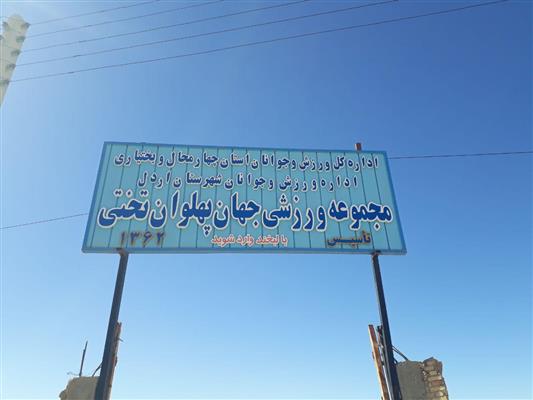 اداره کل ورزش و جوانان استان چهارمحال و بختیاری
اداره ورزش و جوانان شهرستان اردل
مجموعه ورزشی جهان پهلوان تختی
تأسیس با لبخند وارد شوید ۱۳۶۲